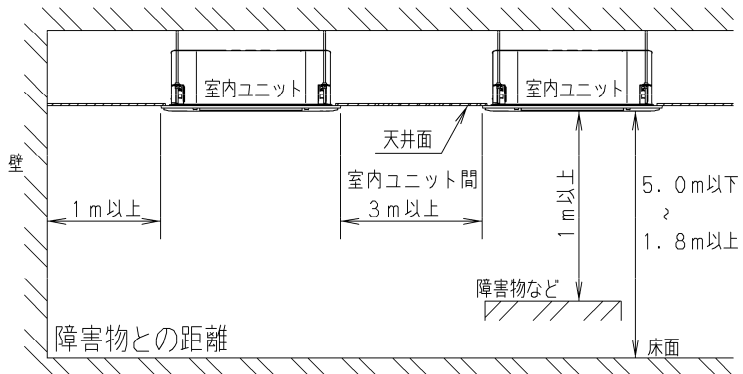 室内ユニット
室内ユニット
天井面
壁
室内ユニット間
1m以上
3m以上
1m以上
5.0m以下
~
1.8m以上
障害物など
障害物との距離
床面